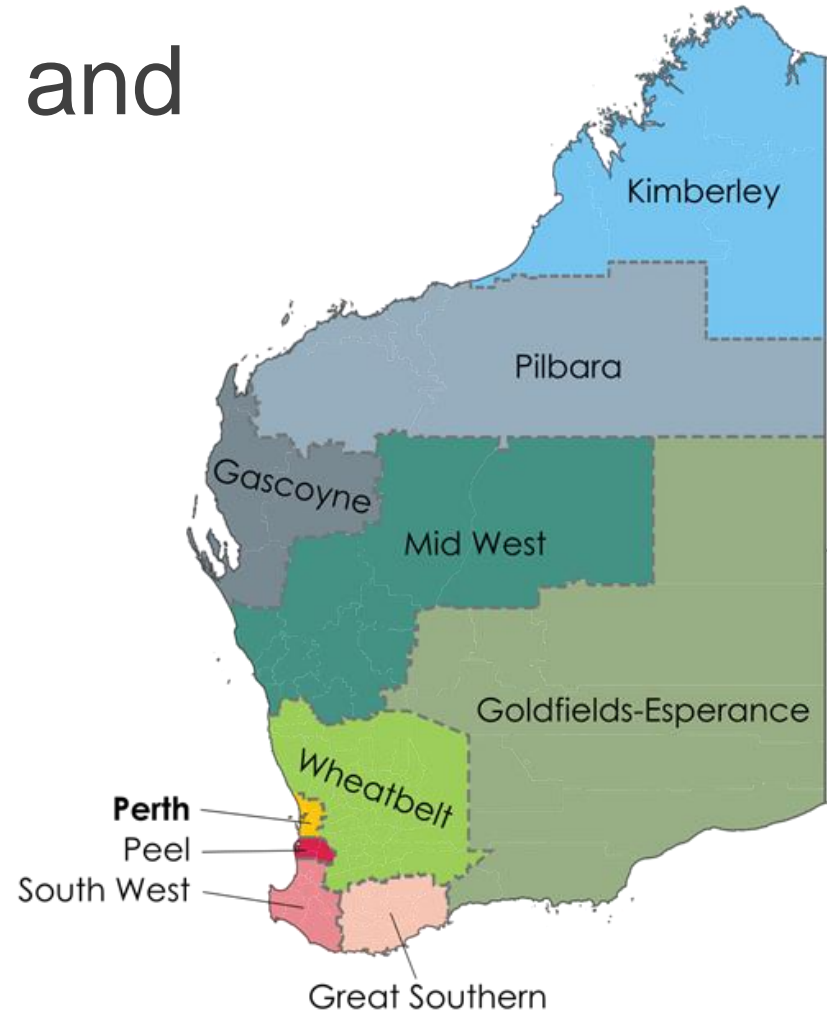 and
Kimberley
Pilbara
Gascoyne
Mid West
Goldfields-Esperance
Wheatbelt
Perth
Peel
South West
Great Southern